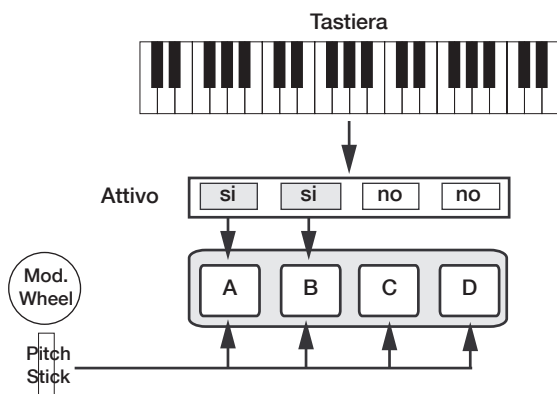 Tastiera
Attivo
si si no no
A B C D
Mod.
Wheel
Pitch
Stick